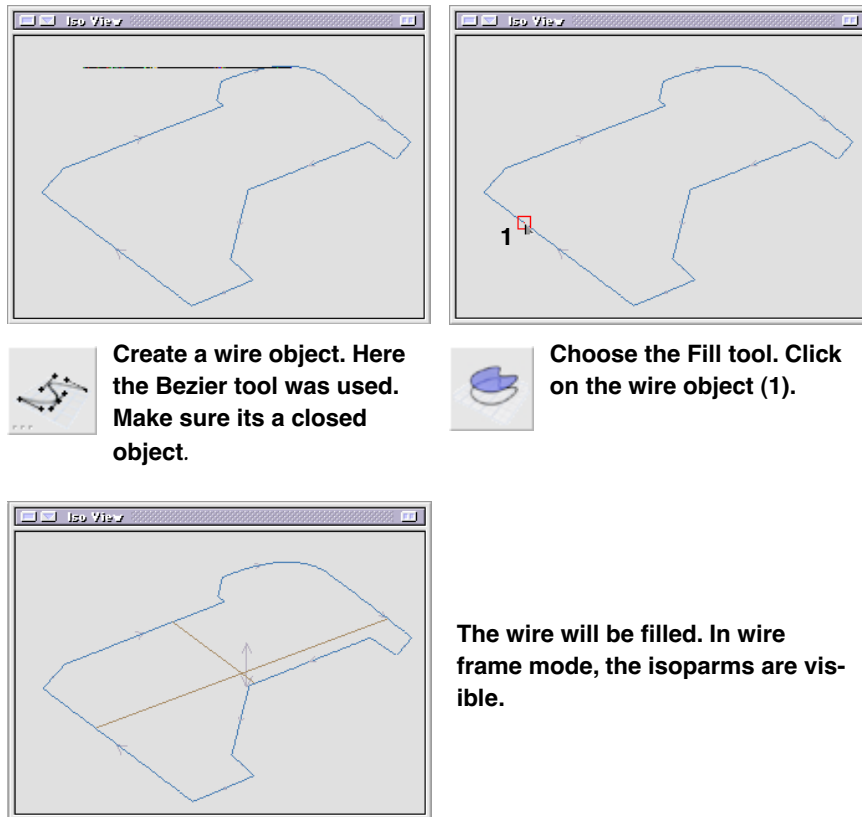 Iso View
Iso View
1
Create a wire object. Here
the Bezier tool was used.
Make sure its a closed
object.
Choose the Fill tool. Click
on the wire object (1).
Iso View
The wire will be filled. In wire
frame mode, the isoparms are vis-
ible.